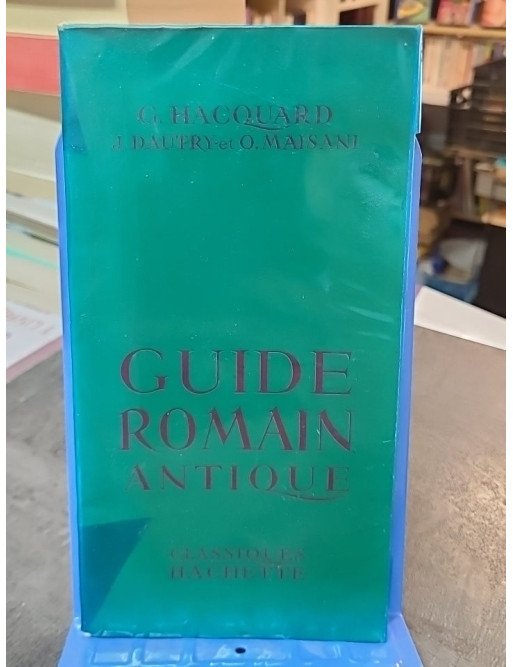 G. HACQUARD
J. DAUTRY et O. MAISANI
GUIDE
ROMAIN
ANTIQUE
CLASSIQUES
HACHETTE